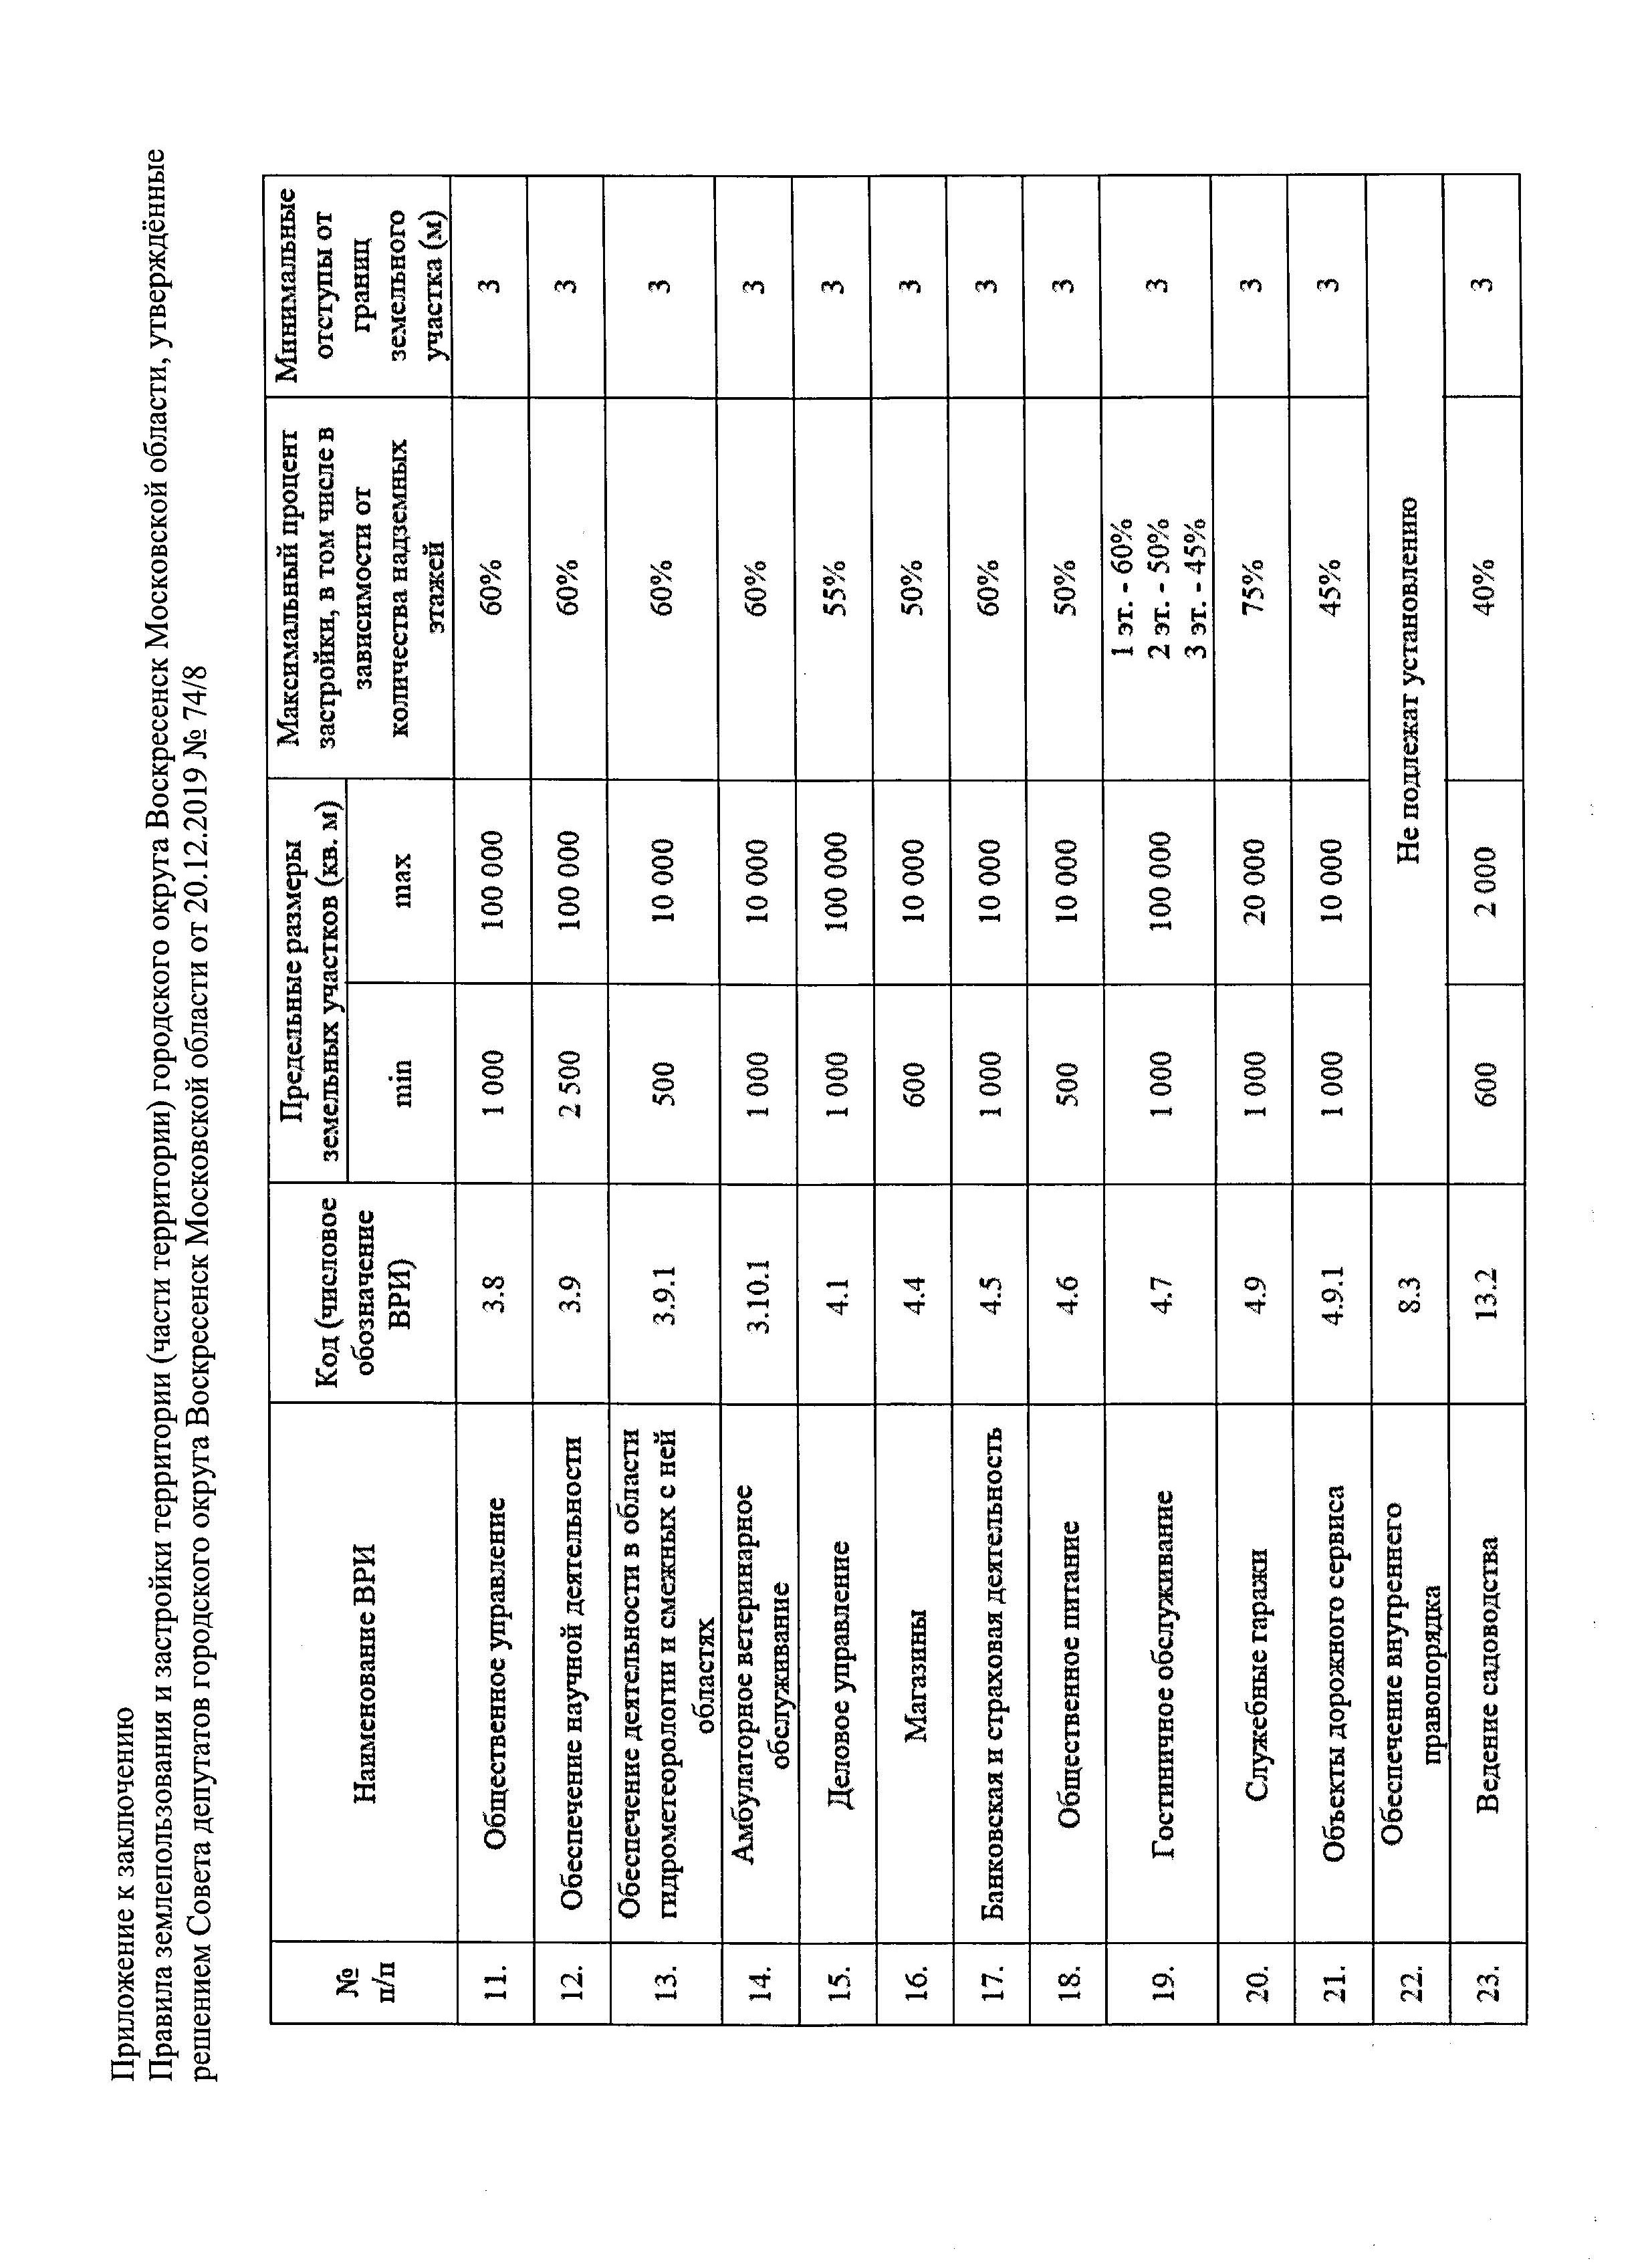 Приложение к заключению
Правила землепользования и застройки территории (части территории) городского округа Воскресенск Московской области, утверждённые
решением Совета депутатов городского округа Воскресенск Московской области от 20.12.2019 № 74/8
№
п/п
Наименование ВРИ
Код (числовое
обозначение
ВРИ)
Предельные размеры
земельных участков (кв. м)
min
max
Максимальный процент
застройки, в том числе в
зависимости от
количества надземных
этажей
Минимальные
отступы от
границ
земельного
участка (м)
11. Общественное управление 3.8 1 000 100 000 60% 3
12. Обеспечение научной деятельности 3.9 2 500 100 000 60% 3
13. Обеспечение деятельности в области
гидрометеорологии и смежных с ней
областях
3.9.1 500 10 000 60% 3
14. Амбулаторное ветеринарное
обслуживание
3.10.1 1 000 10 000 60% 3
15. Деловое управление 4.1 1 000 100 000 55% 3
16. Магазины 4.4 600 10 000 50% 3
17. Банковская и страховая деятельность 4.5 1 000 10 000 60% 3
18. Общественное питание 4.6 500 10 000 50% 3
19. Гостиничное обслуживание 4.7 1 000 100 000
1 эт. - 60%
2 эт. - 50%
3 эт. - 45%
3
20. Служебные гаражи 4.9 1 000 20 000 75% 3
21. Объекты дорожного сервиса 4.9.1 1 000 10 000 45% 3
22. Обеспечение внутреннего
правопорядка
8.3 Не подлежат установлению
23. Ведение садоводства 13.2 600 2 000 40% 3